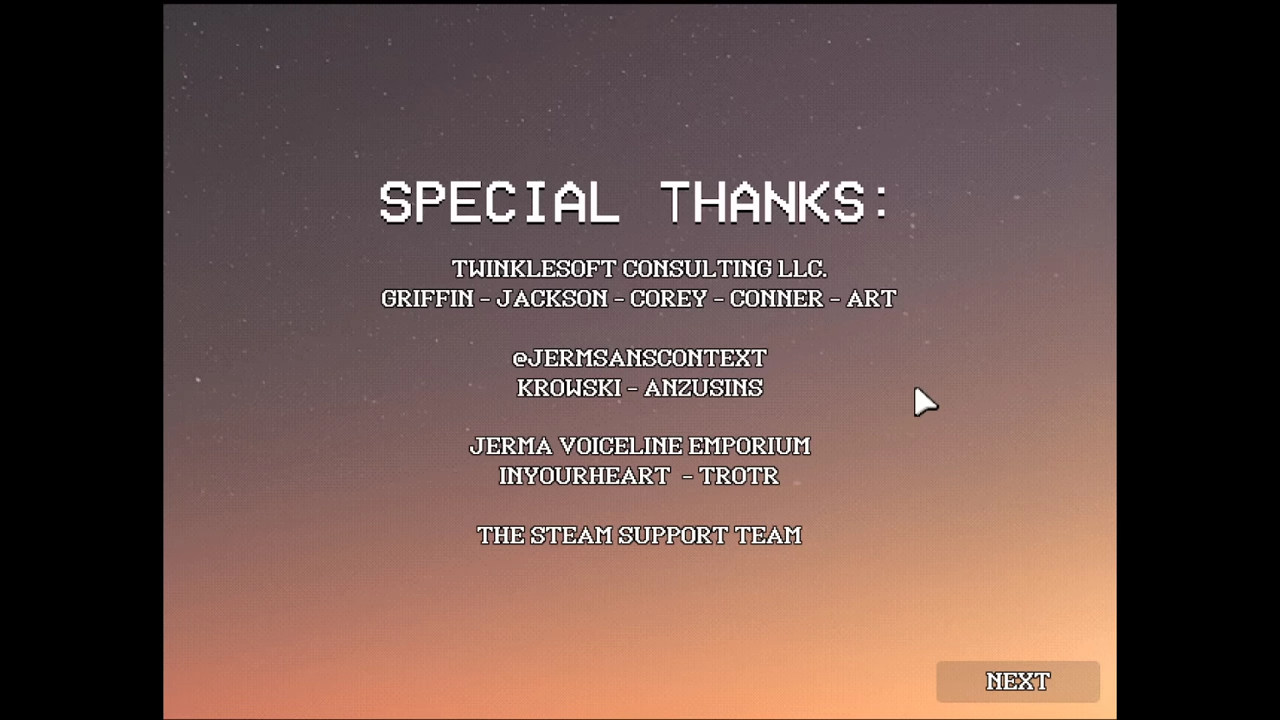 SPECIAL THANKS:
TWINKLESOFT CONSULTING LLC.
GRIFFIN - JACKSON - COREY - CONNER - ART
@JERMSANSCONTEXT
KROWSKI - ANZUSINS
JERMA VOICELINE EMPORIUM
INYOURHEART - TROTR
THE STEAM SUPPORT TEAM
NEXT